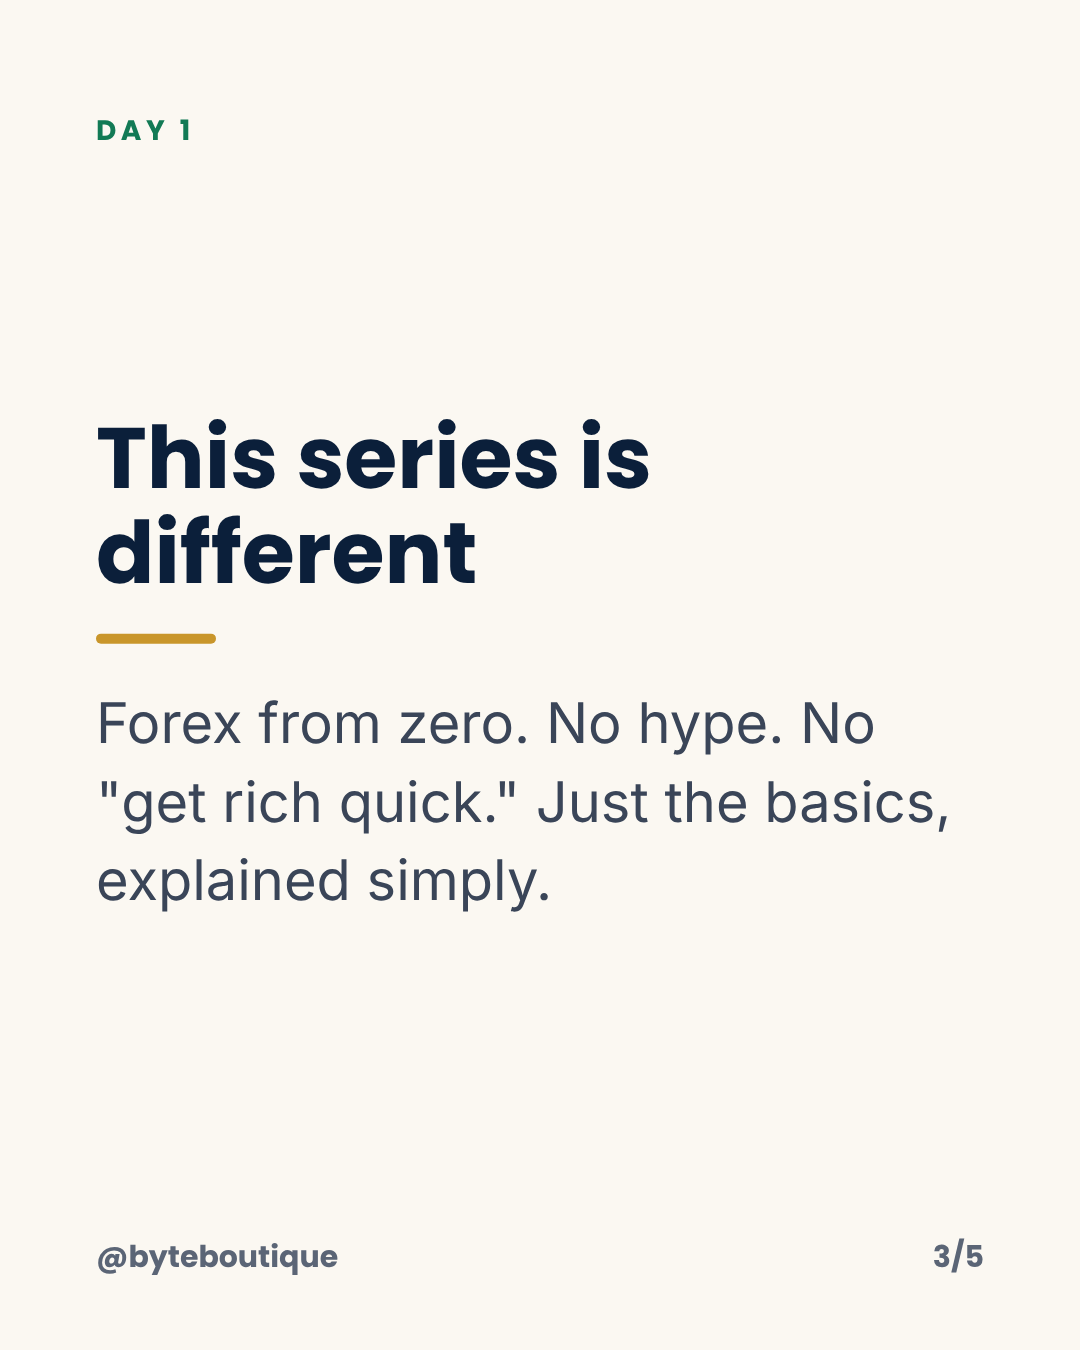 DAY 1
This series is
different
Forex from zero. No hype. No
"get rich quick." Just the basics,
explained simply.
@byteboutique
3/5